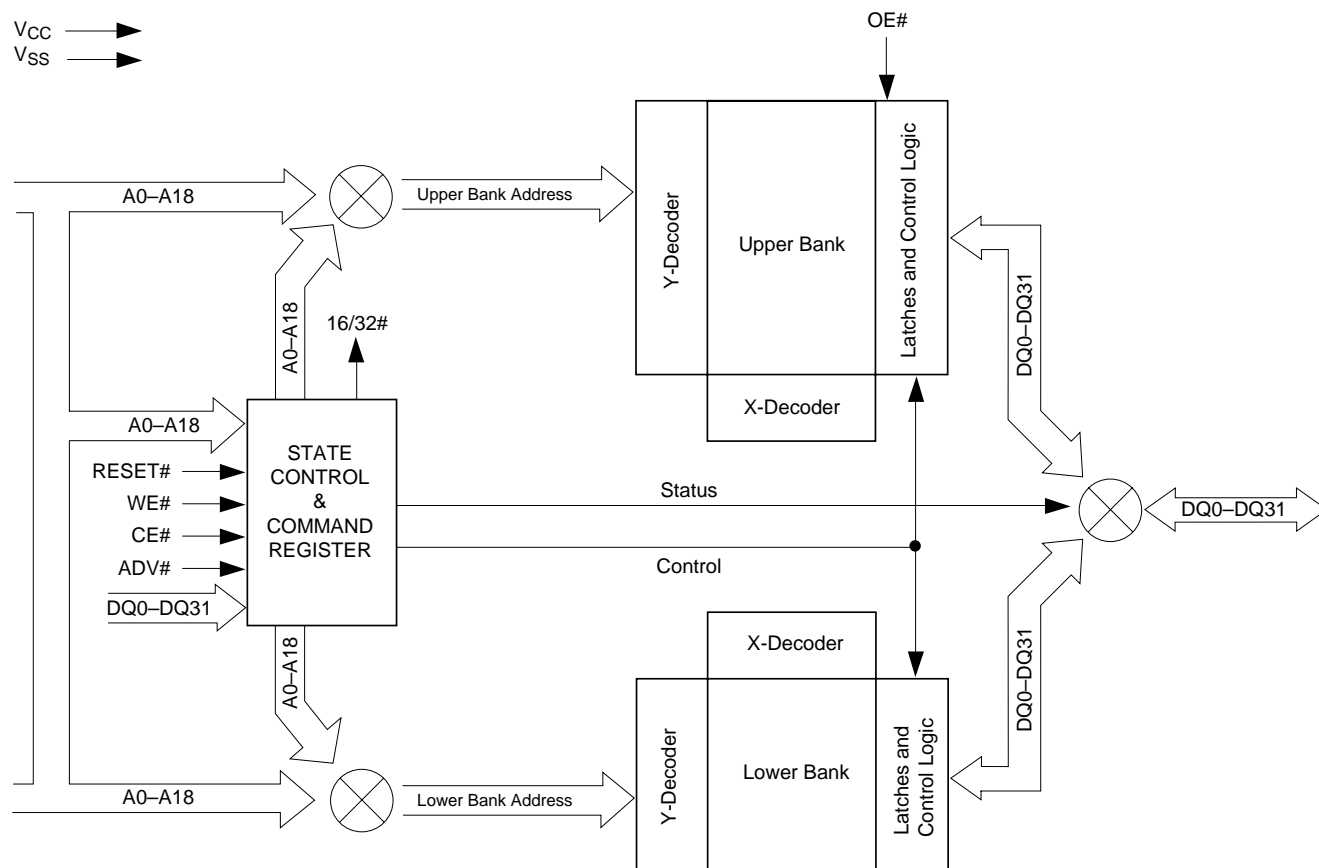 VCC
VSS
OE#
A0–A18
Upper Bank Address
Y-Decoder
Upper Bank
Latches and Control Logic
X-Decoder
DQ0–DQ31
A0–A18
16/32#
A0–A18
RESET#
WE#
CE#
ADV#
DQ0–DQ31
STATE
CONTROL
&
COMMAND
REGISTER
Status
Control
DQ0–DQ31
A0–A18
X-Decoder
DQ0–DQ31
A0–A18
Lower Bank Address
Y-Decoder
Lower Bank
Latches and
Control Logic